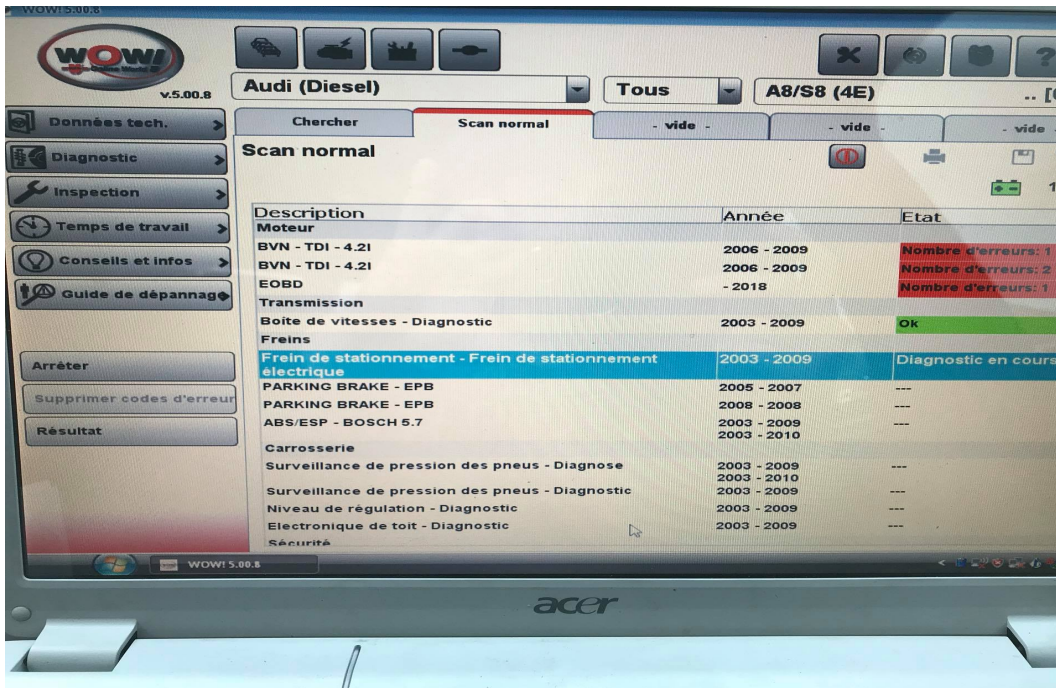 WOW! 5.00.8
WOW!
v.5.00.8
Audi (Diesel)
Tous
A8/S8 (4E)
.. [
?
Données tech.
Diagnostic
Inspection
Temps de travail
Conseils et infos
Guide de dépannag
Arrêter
Supprimer codes d'erreur
Résultat
Chercher
Scan normal
- vide -
- vide -
- vide
Scan normal
1
Description Année Etat
Moteur
BVN - TDI - 4.2l 2006 - 2009 Nombre d'erreurs: 1
BVN - TDI - 4.2l 2006 - 2009 Nombre d'erreurs: 2
EOBD - 2018 Nombre d'erreurs: 1
Transmission
Boîte de vitesses - Diagnostic 2003 - 2009 Ok
Freins
Frein de stationnement - Frein de stationnement 2003 - 2009 Diagnostic en cours
électrique
PARKING BRAKE - EPB 2005 - 2007 ---
PARKING BRAKE - EPB 2008 - 2008 ---
ABS/ESP - BOSCH 5.7 2003 - 2009 ---
2003 - 2010
Carrosserie
Surveillance de pression des pneus - Diagnose 2003 - 2009 ---
2003 - 2010
Surveillance de pression des pneus - Diagnostic 2003 - 2009 ---
Niveau de régulation - Diagnostic 2003 - 2009 ---
Electronique de toit - Diagnostic 2003 - 2009 ---
Sécurité
WOW! 5.00.8
acer